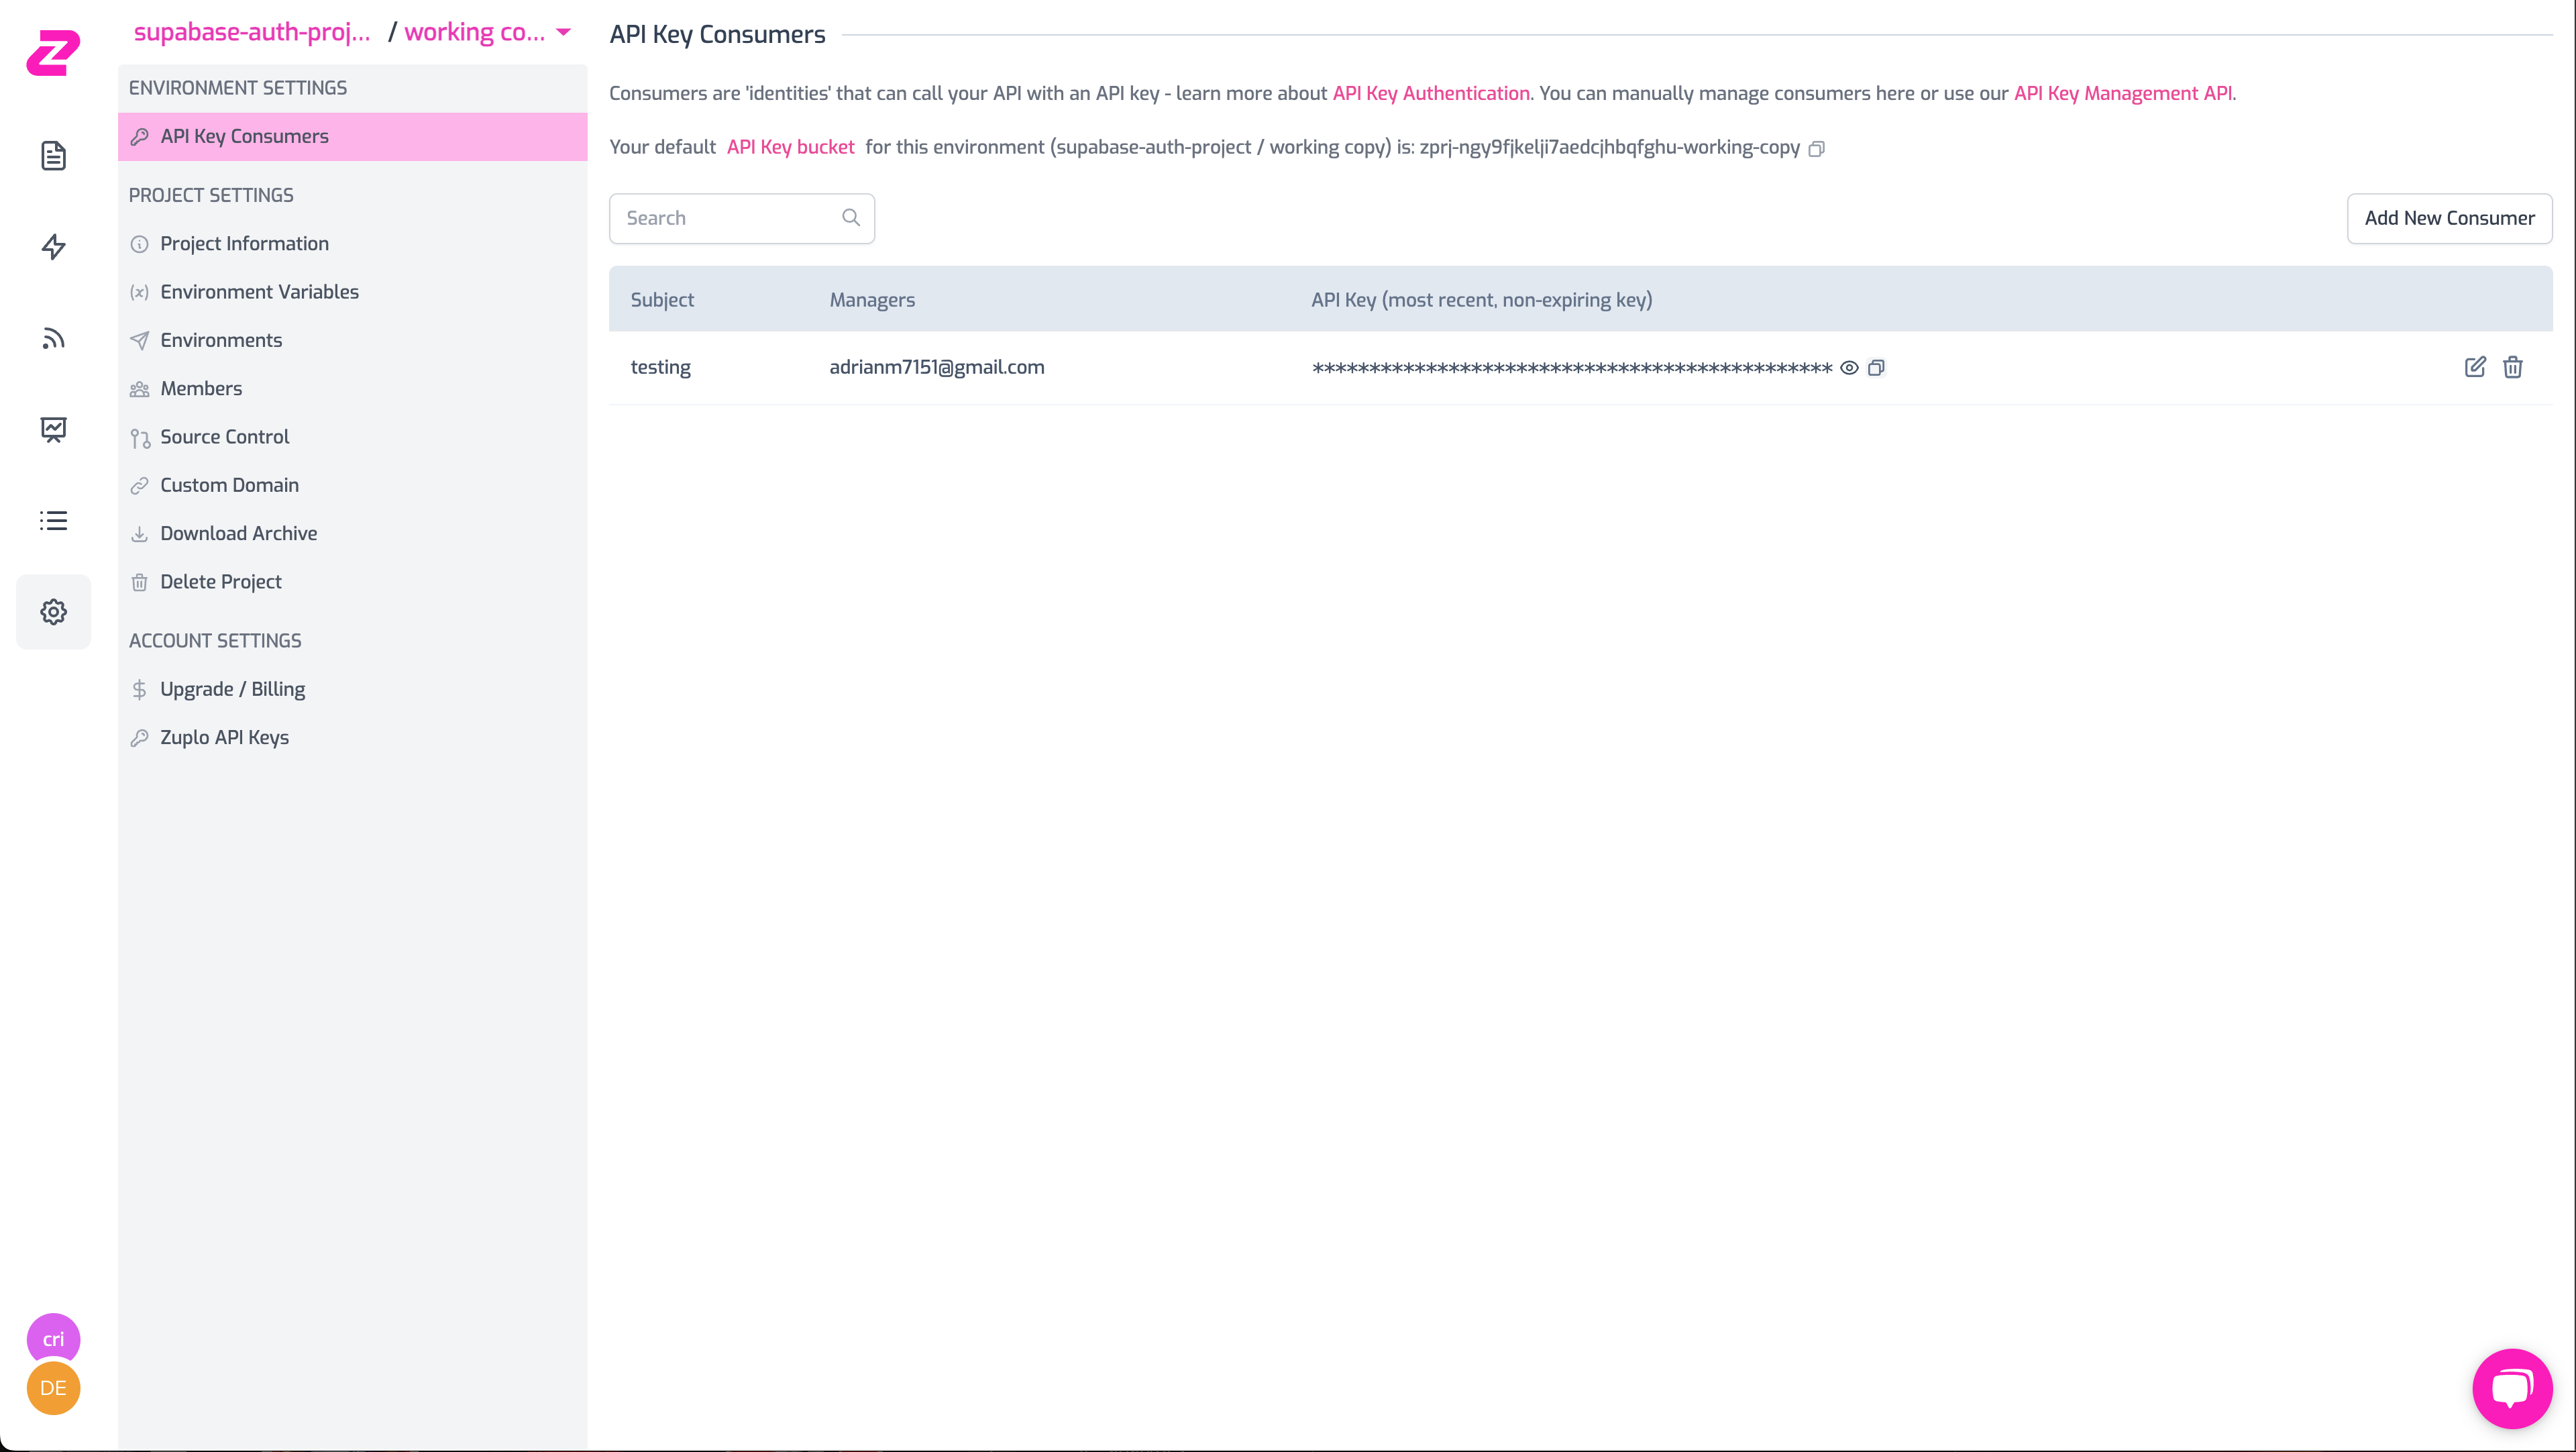 supabase-auth-proj... / working co...
ENVIRONMENT SETTINGS
API Key Consumers
PROJECT SETTINGS
Project Information
Environment Variables
Environments
Members
Source Control
Custom Domain
Download Archive
Delete Project
ACCOUNT SETTINGS
Upgrade / Billing
Zuplo API Keys
cri
DE
API Key Consumers
Consumers are 'identities' that can call your API with an API key - learn more about API Key Authentication. You can manually manage consumers here or use our API Key Management API.
Your default API Key bucket for this environment (supabase-auth-project / working copy) is: zprj-ngy9fjkelji7aedcjhbqfghu-working-copy
Search
Add New Consumer
Subject Managers API Key (most recent, non-expiring key)
testing adrianm7151@gmail.com **********************************************